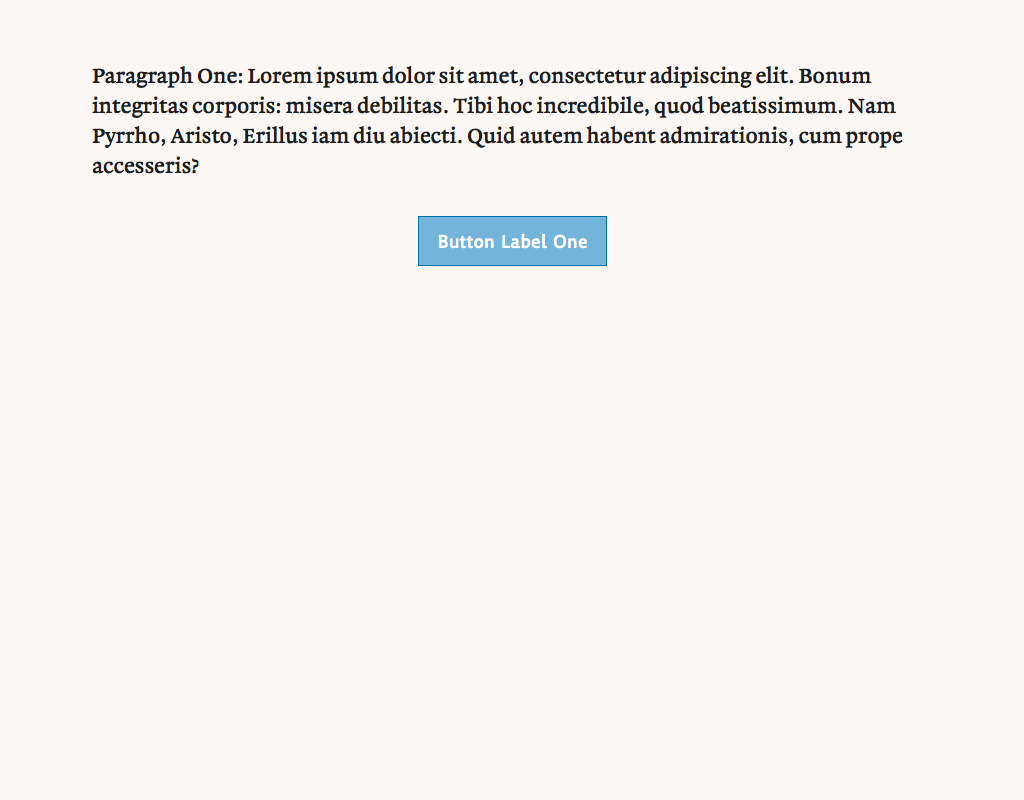 Paragraph One: Lorem ipsum dolor sit amet, consectetur adipiscing elit. Bonum
integritas corporis: misera debilitas. Tibi hoc incredibile, quod beatissimum. Nam
Pyrrho, Aristo, Erillus iam diu abiecti. Quid autem habent admirationis, cum prope
accesseris?
Button Label One